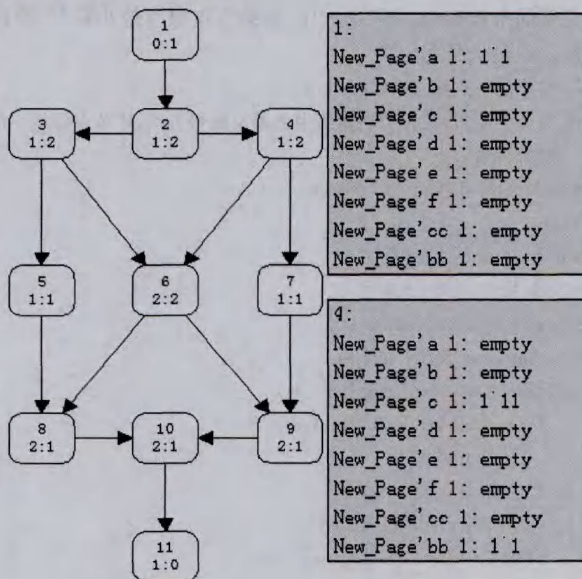 1
0:1
3
1:2
2
1:2
4
1:2
5
1:1
6
2:2
7
1:1
8
2:1
10
2:1
9
2:1
11
1:0
1:
New_Page'a 1: 1`1
New_Page'b 1: empty
New_Page'c 1: empty
New_Page'd 1: empty
New_Page'e 1: empty
New_Page'f 1: empty
New_Page'cc 1: empty
New_Page'bb 1: empty
4:
New_Page'a 1: empty
New_Page'b 1: empty
New_Page'c 1: 1`11
New_Page'd 1: empty
New_Page'e 1: empty
New_Page'f 1: empty
New_Page'cc 1: empty
New_Page'bb 1: 1`1